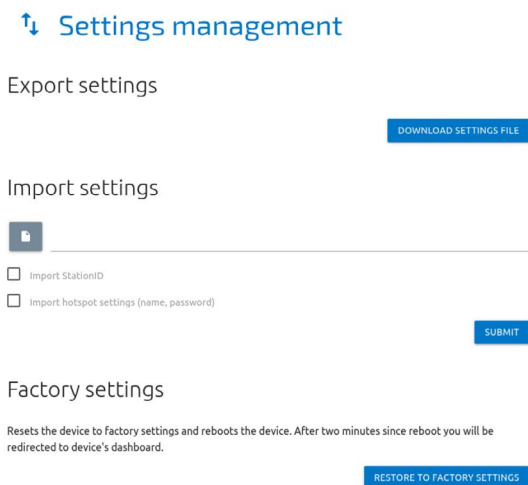 Settings management
Export settings
DOWNLOAD SETTINGS FILE
Import settings
Import StationID
Import hotspot settings (name, password)
SUBMIT
Factory settings
Resets the device to factory settings and reboots the device. After two minutes since reboot you will be
redirected to device's dashboard.
RESTORE TO FACTORY SETTINGS